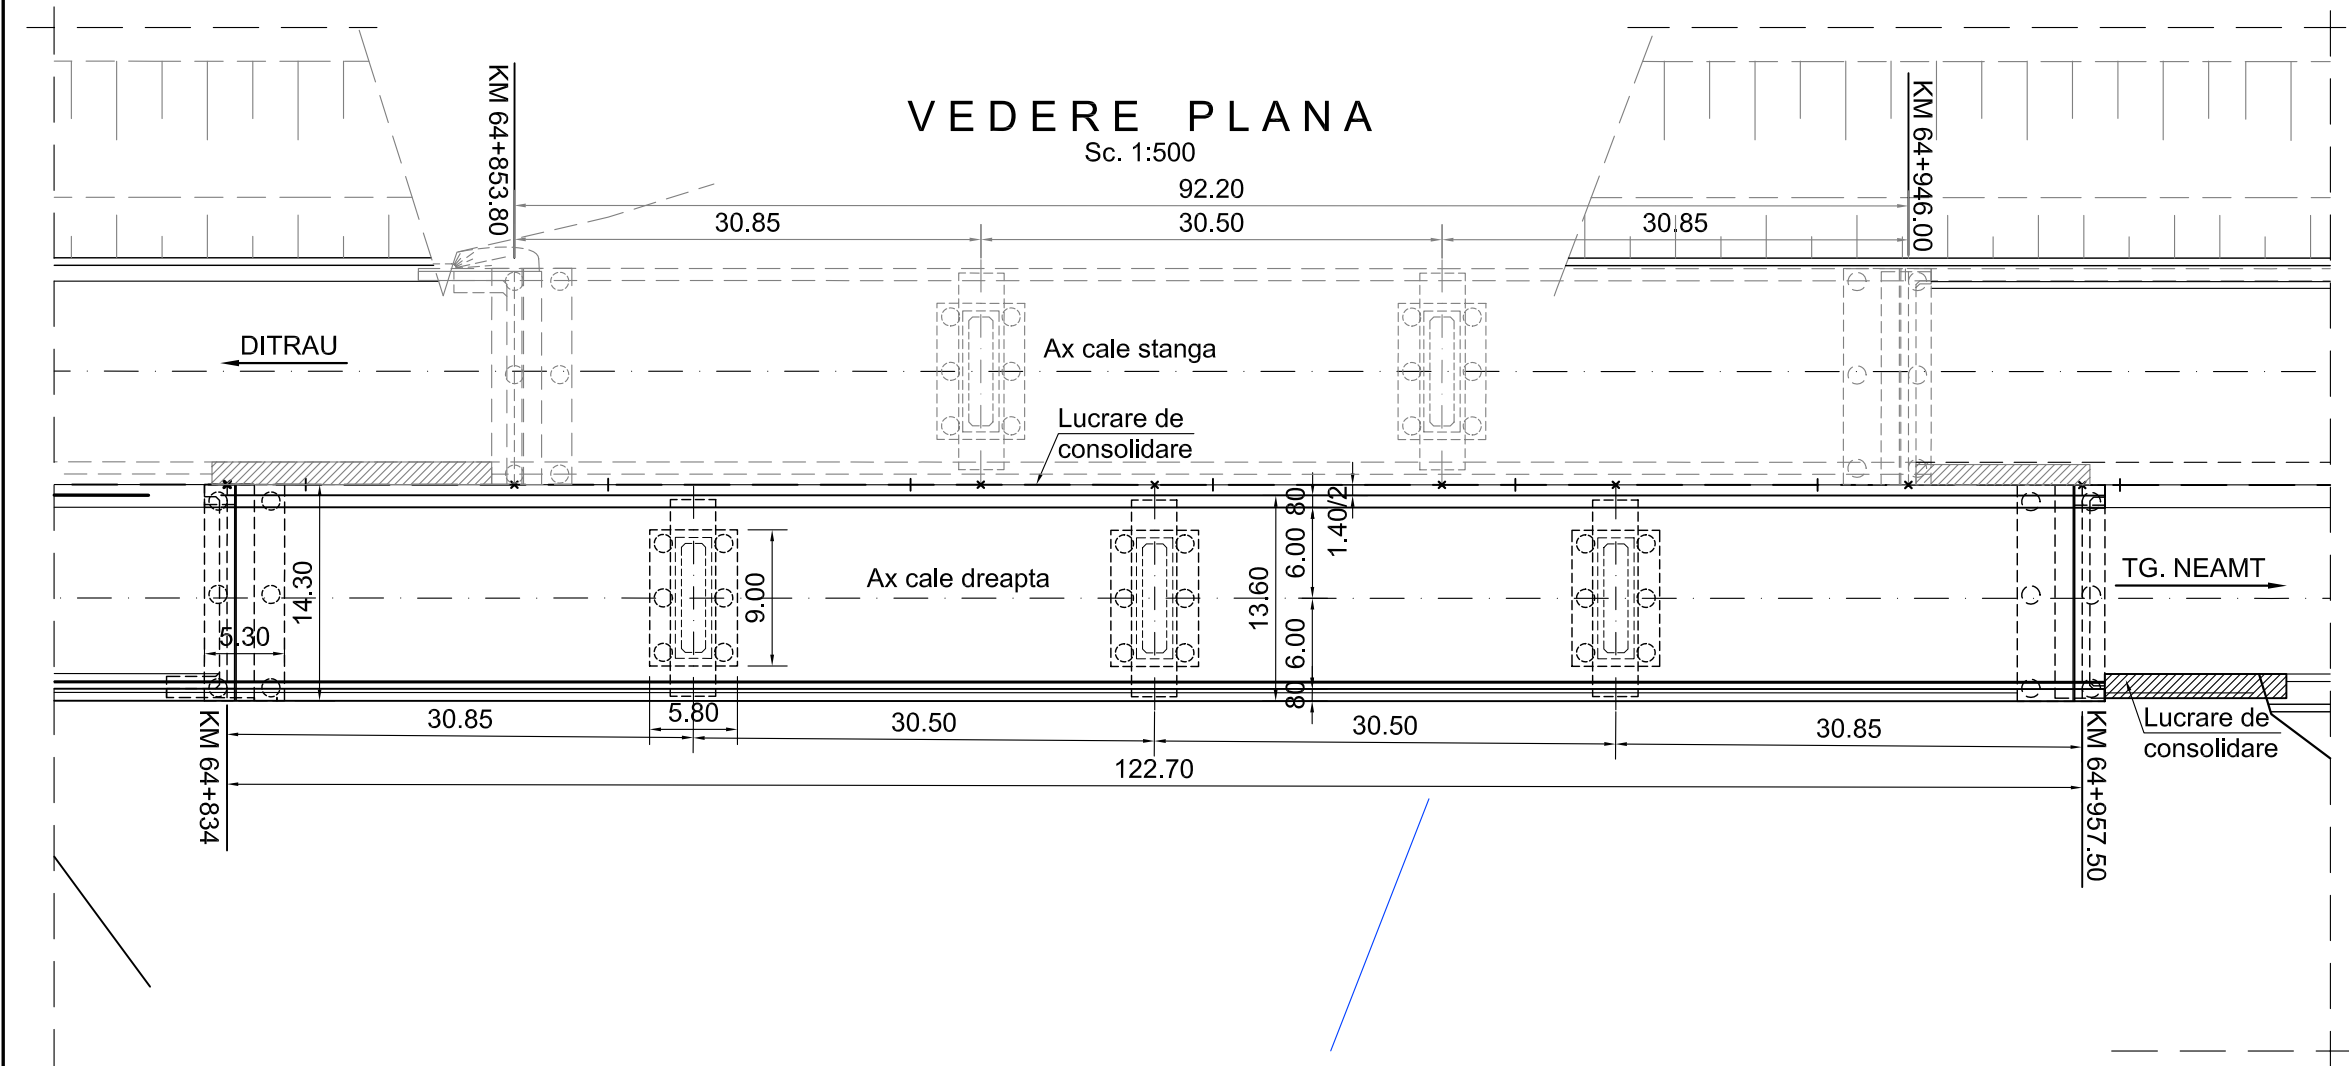 VEDERE PLANA
Sc. 1:500
KM 64+853.80
KM 64+946.00
92.20
30.85
30.50
30.85
DITRAU
Ax cale stanga
Lucrare de
consolidare
80
1.40/2
6.00
13.60
6.00
80
14.30
5.30
9.00
Ax cale dreapta
TG. NEAMT
30.85
5.80
30.50
30.50
30.85
122.70
KM 64+834
KM 64+957.50
Lucrare de
consolidare